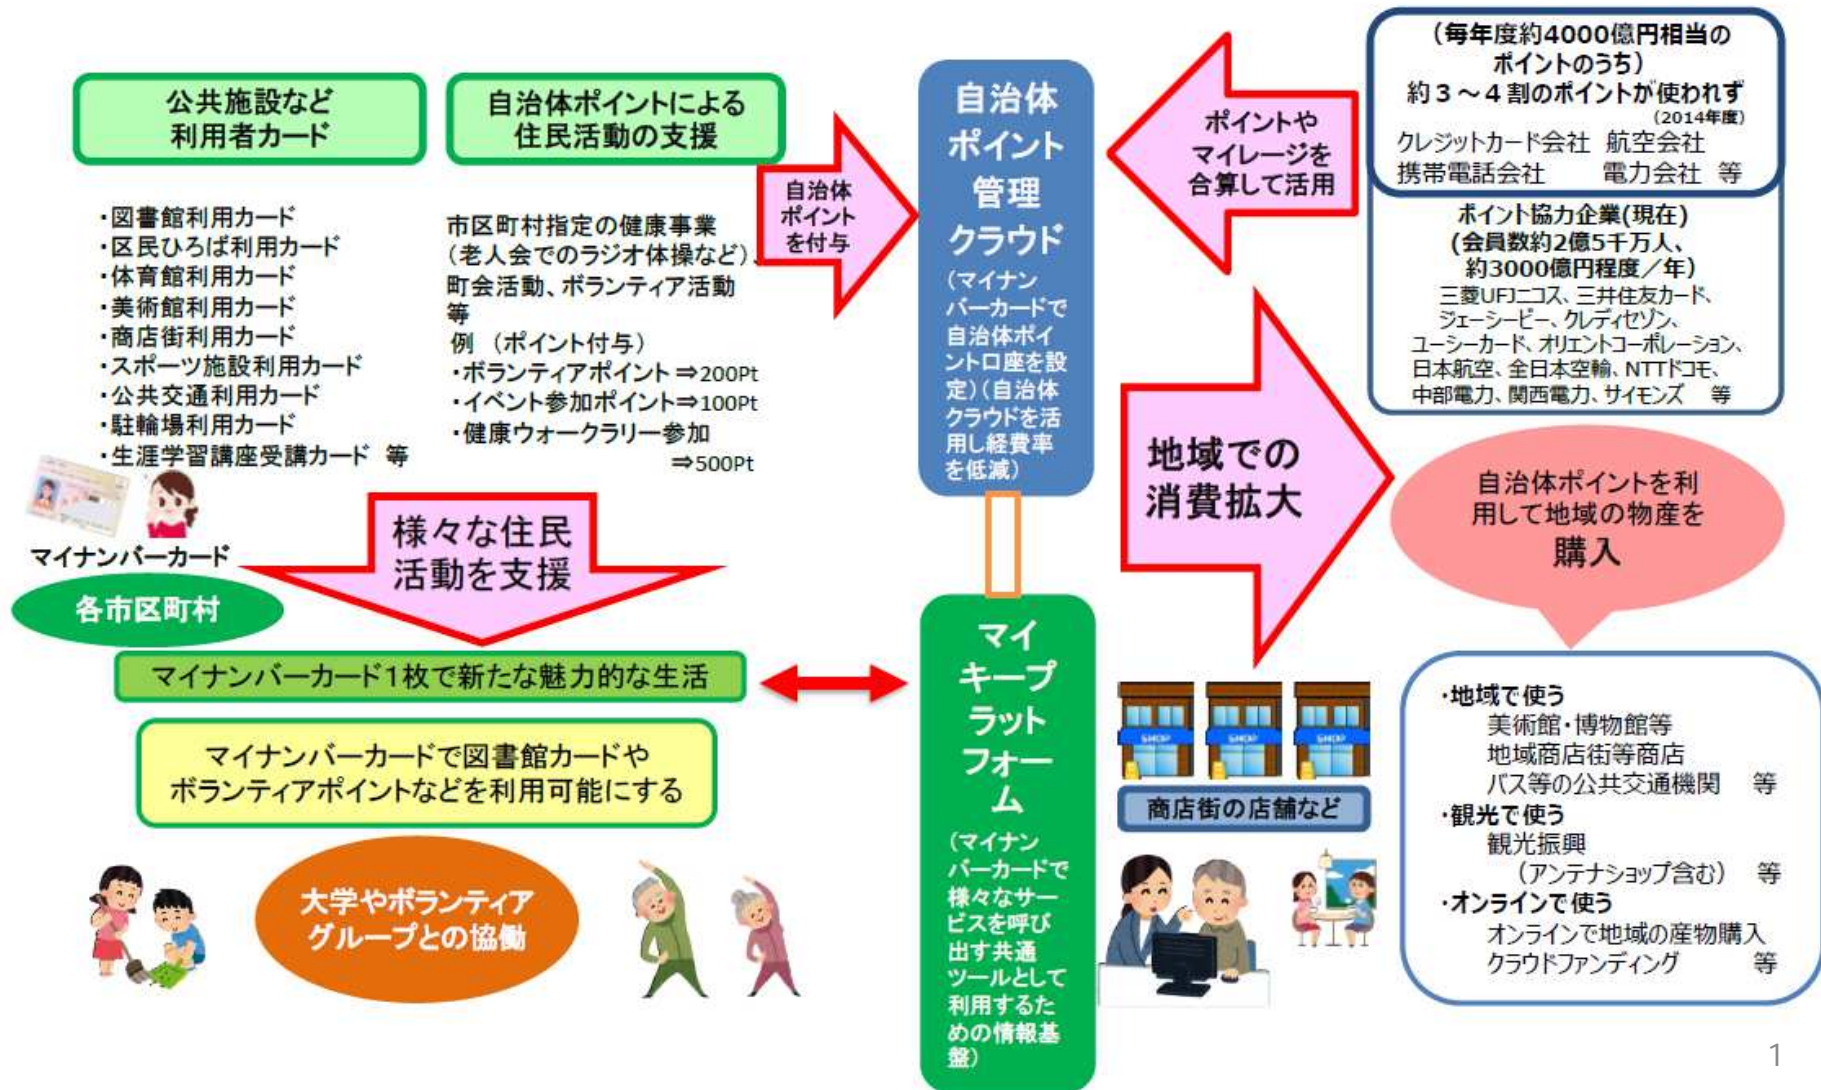 公共施設など
利用者カード
・図書館利用カード
・区民ひろば利用カード
・体育館利用カード
・美術館利用カード
・商店街利用カード
・スポーツ施設利用カード
・公共交通利用カード
・駐輪場利用カード
・生涯学習講座受講カード 等
自治体ポイントによる
住民活動の支援
市区町村指定の健康事業
（老人会でのラジオ体操など）、
町会活動、ボランティア活動
等
例 （ポイント付与）
・ボランティアポイント⇒200Pt
・イベント参加ポイント⇒100Pt
・健康ウォークラリー参加
⇒500Pt
自治体
ポイント
を付与
マイナンバーカード
各市区町村
様々な住民
活動を支援
マイナンバーカード1枚で新たな魅力的な生活
マイナンバーカードで図書館カードや
ボランティアポイントなどを利用可能にする
大学やボランティア
グループとの協働
自治体
ポイント
管理
クラウド
（マイナン
バーカードで
自治体ポイ
ント口座を設
定）（自治体
クラウドを活
用し経費率
を低減）
マイ
キープ
ラット
フォー
ム
（マイナン
バーカードで
様々なサー
ビスを呼び
出す共通
ツールとして
利用するた
めの情報基
盤）
ポイントや
マイレージを
合算して活用
（毎年度約4000億円相当の
ポイントのうち）
約３～４割のポイントが使われず
（2014年度）
クレジットカード会社 航空会社
携帯電話会社 電力会社 等
ポイント協力企業(現在)
(会員数約2億5千万人、
約3000億円程度／年）
三菱UFJニコス、三井住友カード、
ジェーシービー、クレディセゾン、
ユーシーカード、オリエントコーポレーション、
日本航空、全日本空輸、NTTドコモ、
中部電力、関西電力、サイモンズ 等
地域での
消費拡大
自治体ポイントを利
用して地域の物産を
購入
SHOP SHOP SHOP
商店街の店舗など
・地域で使う
美術館・博物館等
地域商店街等商店
バス等の公共交通機関 等
・観光で使う
観光振興
（アンテナショップ含む） 等
・オンラインで使う
オンラインで地域の産物購入
クラウドファンディング 等
1